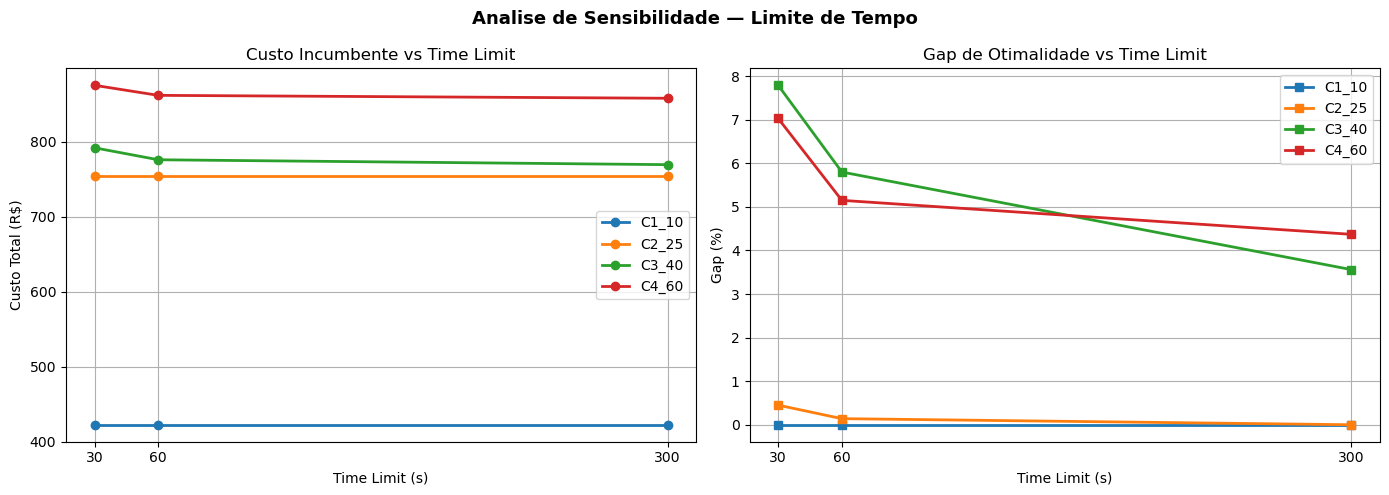 Analise de Sensibilidade — Limite de Tempo
Custo Incumbente vs Time Limit
Custo Total (R$)
800
700
600
500
400
30
60
300
Time Limit (s)
C1_10
C2_25
C3_40
C4_60
Gap de Otimalidade vs Time Limit
Gap (%)
8
7
6
5
4
3
2
1
0
30
60
300
Time Limit (s)
C1_10
C2_25
C3_40
C4_60